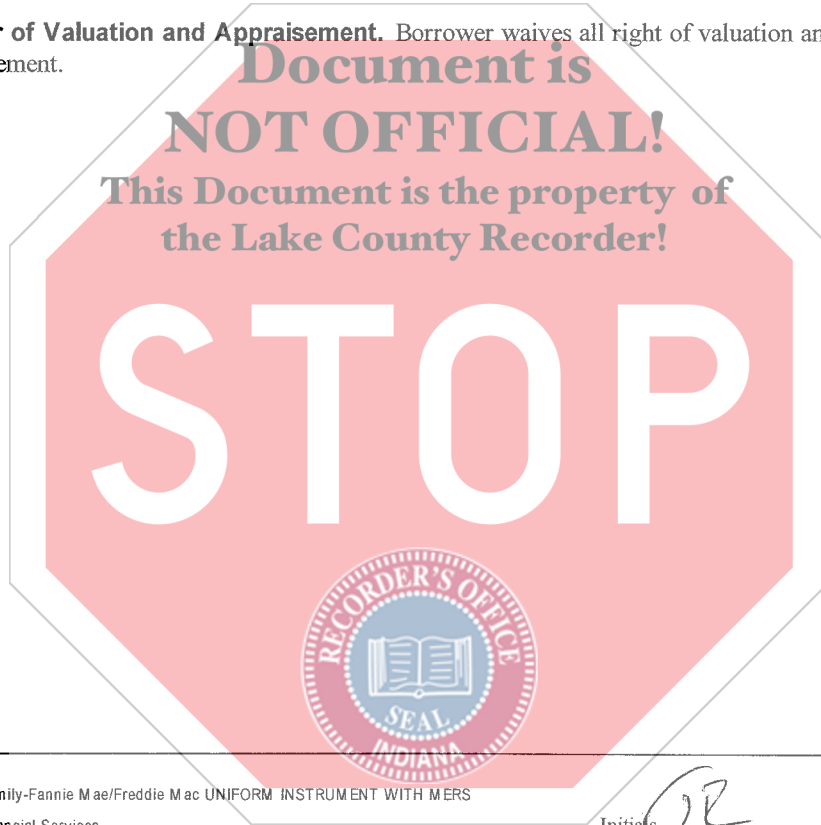 r of Valuation and Appraisement. Borrower waives all right of valuation an
ement.
Document is
NOT OFFICIAL!
This Document is the property of
the Lake County Recorder!
STOP
RECORDER'S OFFICE
SEAL
INDIANA
mily-Fannie Mae/Freddie Mac UNIFORM INSTRUMENT WITH MERS
ancial Services
Initials